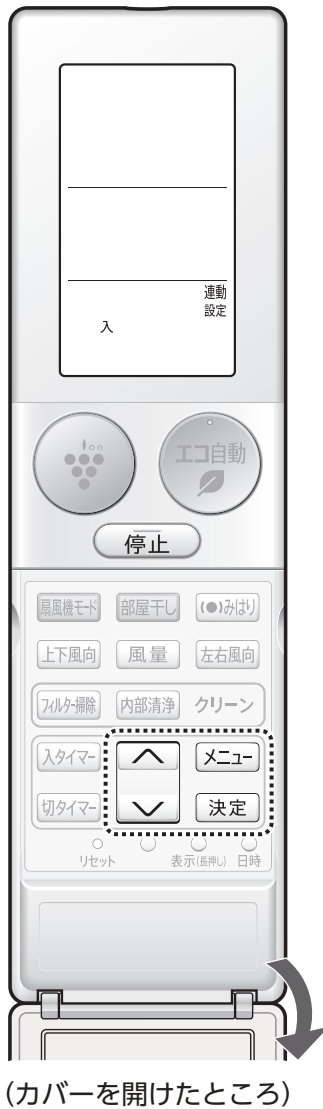 連動
設定
入
ion
エコ自動
停止
扇風機モード 部屋干し ((●)みはり
上下風向 風量 左右風向
フィルター掃除 内部清浄 クリーン
入タイマー メニュー
切タイマー 決定
リセット 表示(長押し) 日時
(カバーを開けたところ)